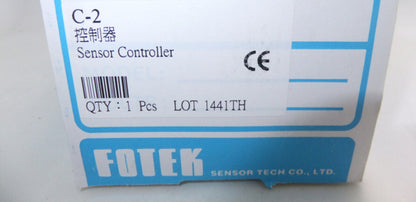 C-2
控制器
Sensor Controller
CE
QTY：1 Pcs LOT 1441TH
FOTEK SENSOR TECH CO., LTD.